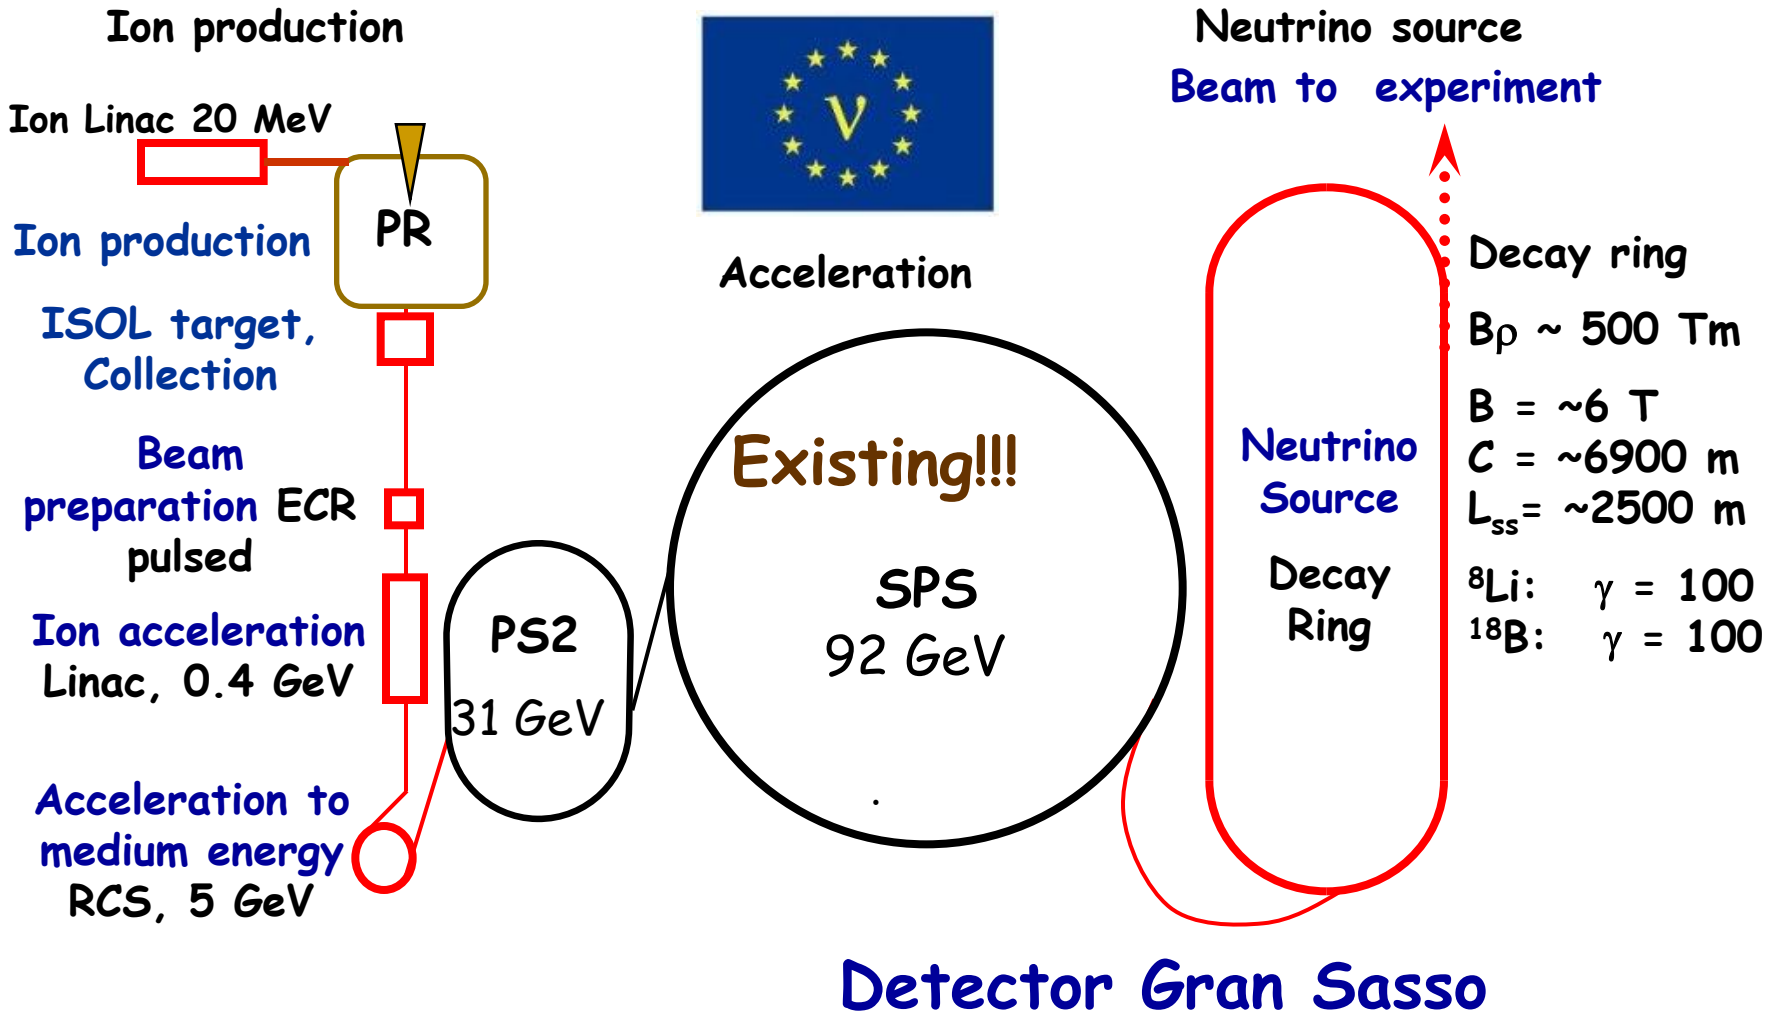 Ion production
Ion Linac 20 MeV
PR
Ion production
ISOL target,
Collection
Beam
preparation ECR
pulsed
Ion acceleration
Linac, 0.4 GeV
Acceleration to
medium energy
RCS, 5 GeV
PS2
31 GeV
ν
Acceleration
Existing!!!
SPS
92 GeV
.
Neutrino source
Beam to experiment
Neutrino
Source
Decay
Ring
Decay ring
Bρ ~ 500 Tm
B = ~6 T
C = ~6900 m
Lss= ~2500 m
⁸Li: γ = 100
¹⁸B: γ = 100
Detector Gran Sasso